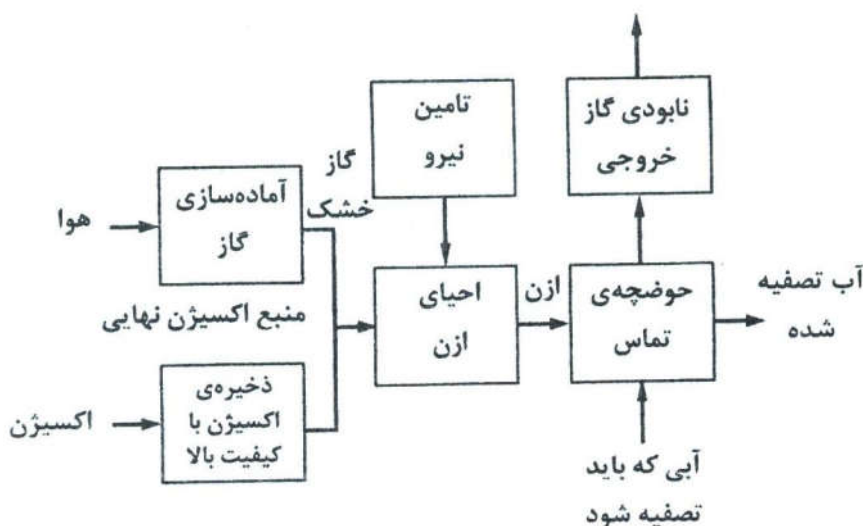 نابودی گاز
خروجی
تامین
نیرو
گاز
خشک
آماده‌سازی
گاز
هوا
آب تصفیه
شده
حوضچه‌ی
تماس
ازن
احیای
ازن
منبع اکسیژن نهایی
ذخیره‌ی
اکسیژن با
کیفیت بالا
اکسیژن
آبی که باید
تصفیه شود